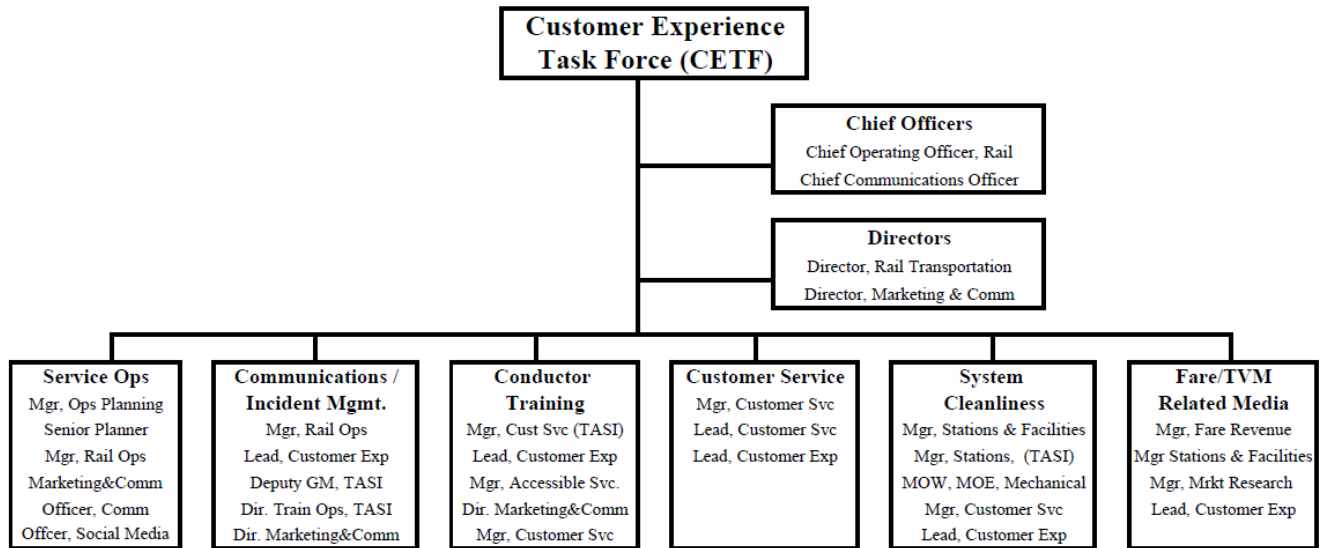 Customer Experience
Task Force (CETF)
Chief Officers
Chief Operating Officer, Rail
Chief Communications Officer
Directors
Director, Rail Transportation
Director, Marketing & Comm
Service Ops
Mgr, Ops Planning
Senior Planner
Mgr, Rail Ops
Marketing&Comm
Officer, Comm
Offcer, Social Media
Communications /
Incident Mgmt.
Mgr, Rail Ops
Lead, Customer Exp
Deputy GM, TASI
Dir. Train Ops, TASI
Dir. Marketing&Comm
Conductor
Training
Mgr, Cust Svc (TASI)
Lead, Customer Exp
Mgr, Accessible Svc.
Dir. Marketing&Comm
Mgr, Customer Svc
Customer Service
Mgr, Customer Svc
Lead, Customer Svc
Lead, Customer Exp
System
Cleanliness
Mgr, Stations & Facilities
Mgr, Stations, (TASI)
MOW, MOE, Mechanical
Mgr, Customer Svc
Lead, Customer Exp
Fare/TVM
Related Media
Mgr, Fare Revenue
Mgr Stations & Facilities
Mgr, Mrkt Research
Lead, Customer Exp